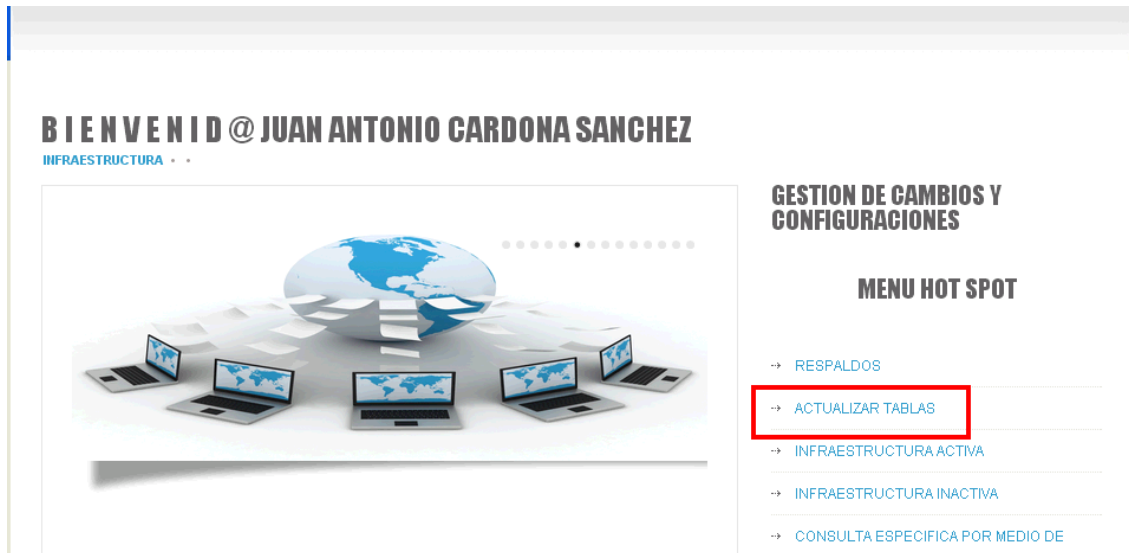 B I E N V E N I D @ JUAN ANTONIO CARDONA SANCHEZ
INFRAESTRUCTURA
GESTION DE CAMBIOS Y
CONFIGURACIONES
MENU HOT SPOT
RESPALDOS
ACTUALIZAR TABLAS
INFRAESTRUCTURA ACTIVA
INFRAESTRUCTURA INACTIVA
CONSULTA ESPECIFICA POR MEDIO DE